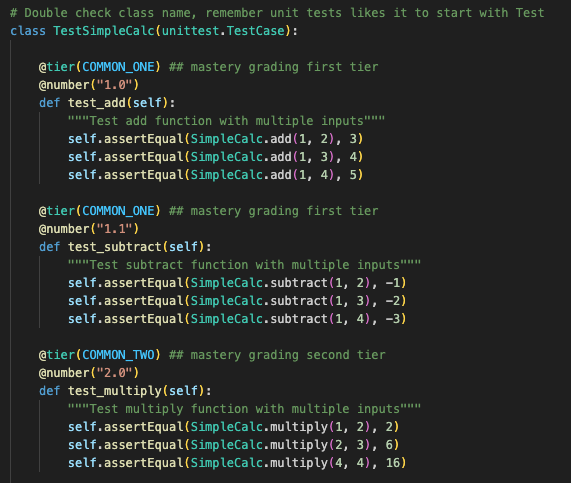 # Double check class name, remember unit tests likes it to start with Test
class TestSimpleCalc(unittest.TestCase):
@tier(COMMON_ONE) ## mastery grading first tier
@number("1.0")
def test_add(self):
"""Test add function with multiple inputs"""
self.assertEqual(SimpleCalc.add(1, 2), 3)
self.assertEqual(SimpleCalc.add(1, 3), 4)
self.assertEqual(SimpleCalc.add(1, 4), 5)
@tier(COMMON_ONE) ## mastery grading first tier
@number("1.1")
def test_subtract(self):
"""Test subtract function with multiple inputs"""
self.assertEqual(SimpleCalc.subtract(1, 2), -1)
self.assertEqual(SimpleCalc.subtract(1, 3), -2)
self.assertEqual(SimpleCalc.subtract(1, 4), -3)
@tier(COMMON_TWO) ## mastery grading second tier
@number("2.0")
def test_multiply(self):
"""Test multiply function with multiple inputs"""
self.assertEqual(SimpleCalc.multiply(1, 2), 2)
self.assertEqual(SimpleCalc.multiply(2, 3), 6)
self.assertEqual(SimpleCalc.multiply(4, 4), 16)